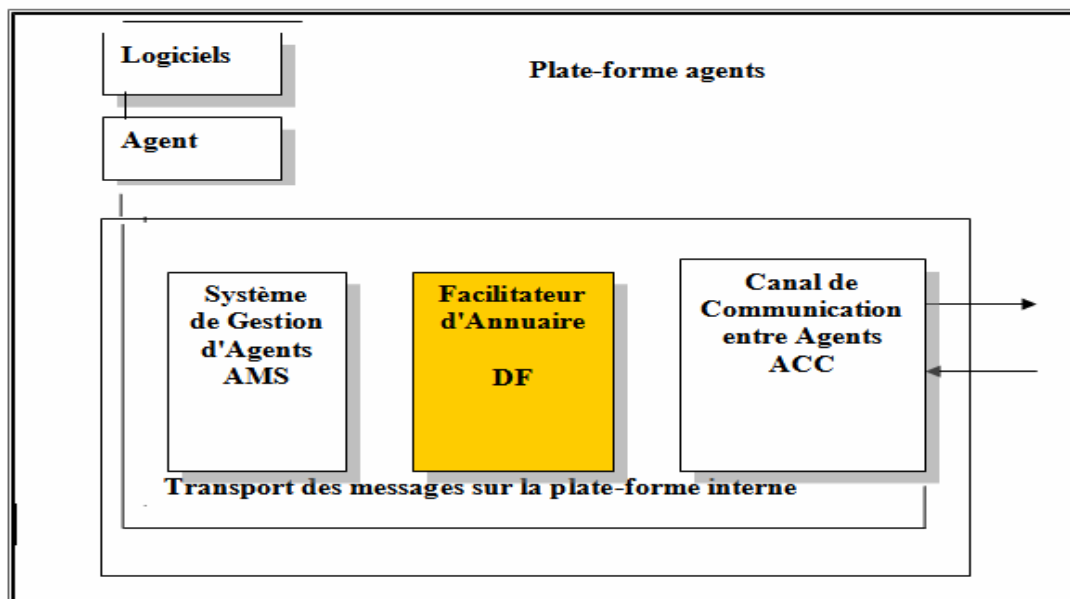 Logiciels
Plate-forme agents
Agent
Système
de Gestion
d'Agents
AMS
Facilitateur
d'Annuaire
DF
Canal de
Communication
entre Agents
ACC
Transport des messages sur la plate-forme interne